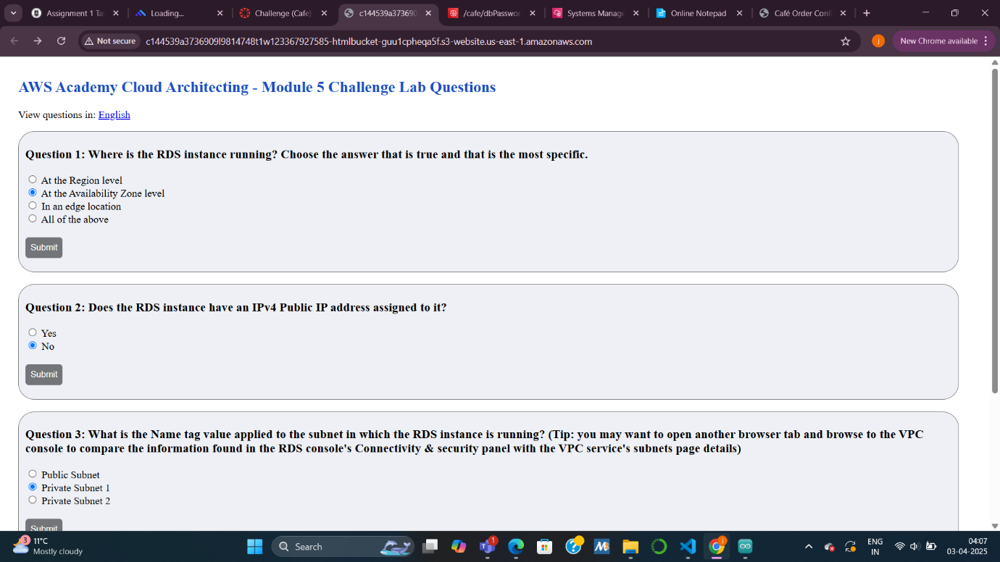 Assignment 1 Ta
Loading...
Challenge (Cafe)
c144539a373690
/cafe/dbPasswor
Systems Manage
Online Notepad
Café Order Conf
Not secure
c144539a3736909l9814748t1w123367927585-htmlbucket-guu1cpheqa5f.s3-website.us-east-1.amazonaws.com
j
New Chrome available
AWS Academy Cloud Architecting - Module 5 Challenge Lab Questions
View questions in: English
Question 1: Where is the RDS instance running? Choose the answer that is true and that is the most specific.
At the Region level
At the Availability Zone level
In an edge location
All of the above
Submit
Question 2: Does the RDS instance have an IPv4 Public IP address assigned to it?
Yes
No
Submit
Question 3: What is the Name tag value applied to the subnet in which the RDS instance is running? (Tip: you may want to open another browser tab and browse to the VPC
console to compare the information found in the RDS console's Connectivity & security panel with the VPC service's subnets page details)
Public Subnet
Private Subnet 1
Private Subnet 2
Submit
3
11°C
Mostly cloudy
Search
1
j
ENG
IN
04:07
03-04-2025